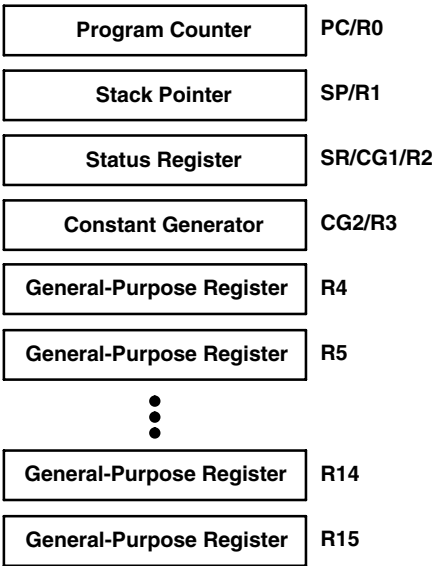 Program Counter PC/R0
Stack Pointer SP/R1
Status Register SR/CG1/R2
Constant Generator CG2/R3
General-Purpose Register R4
General-Purpose Register R5
General-Purpose Register R14
General-Purpose Register R15